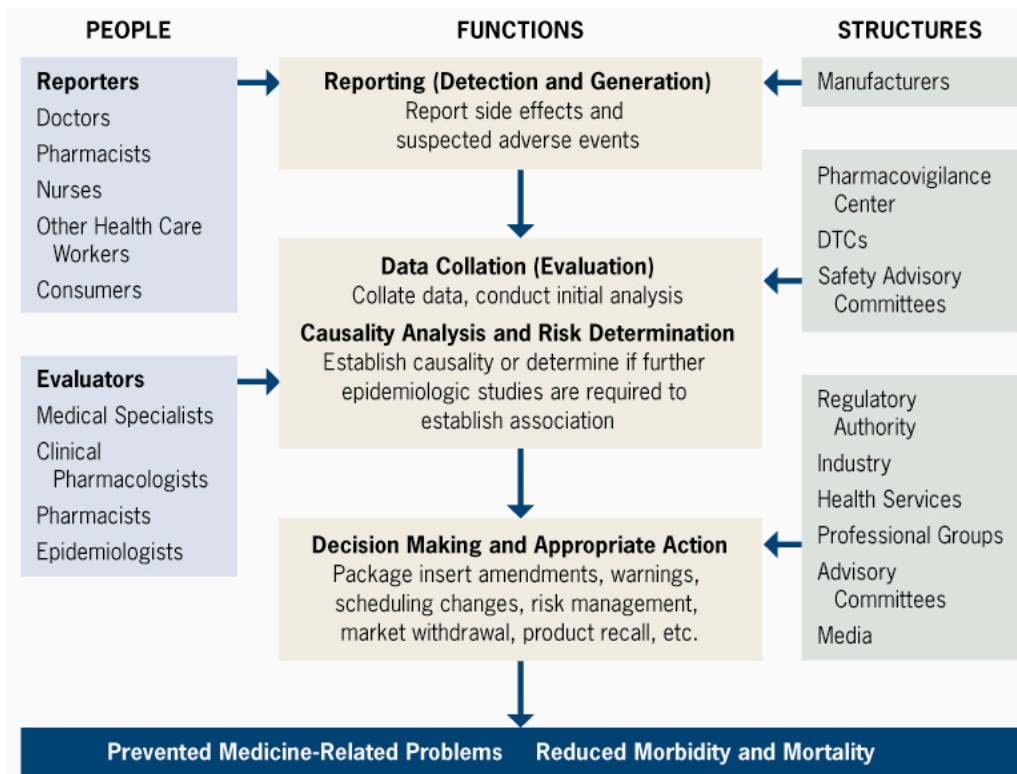 PEOPLE
FUNCTIONS
STRUCTURES
Reporters
Doctors
Pharmacists
Nurses
Other Health Care
Workers
Consumers
Evaluators
Medical Specialists
Clinical
Pharmacologists
Pharmacists
Epidemiologists
Reporting (Detection and Generation)
Report side effects and
suspected adverse events
Data Collation (Evaluation)
Collate data, conduct initial analysis
Causality Analysis and Risk Determination
Establish causality or determine if further
epidemiologic studies are required to
establish association
Decision Making and Appropriate Action
Package insert amendments, warnings,
scheduling changes, risk management,
market withdrawal, product recall, etc.
Manufacturers
Pharmacovigilance
Center
DTCs
Safety Advisory
Committees
Regulatory
Authority
Industry
Health Services
Professional Groups
Advisory
Committees
Media
Prevented Medicine-Related Problems Reduced Morbidity and Mortality